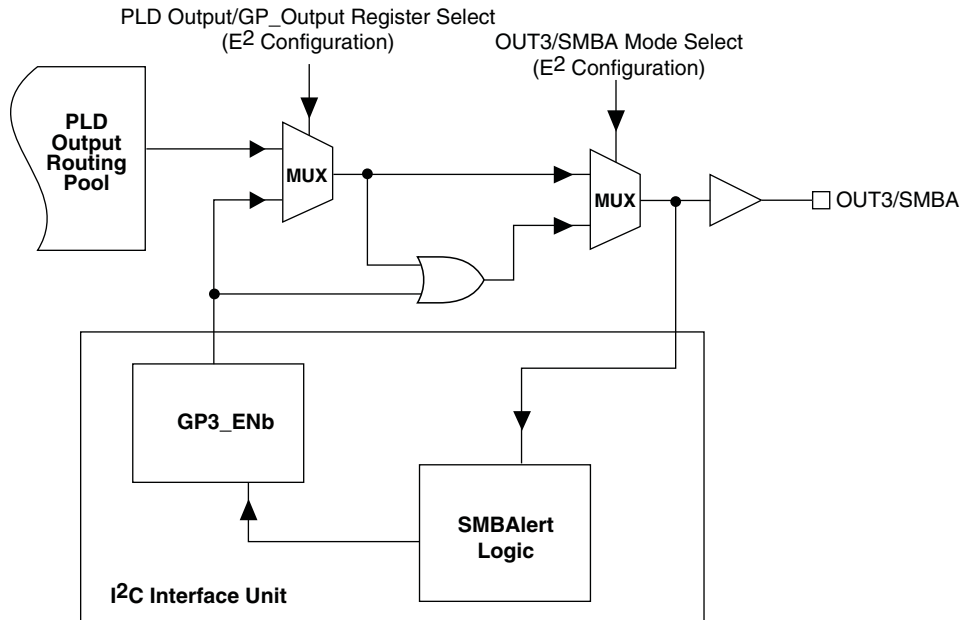 PLD Output/GP_Output Register Select
(E2 Configuration)
OUT3/SMBA Mode Select
(E2 Configuration)
PLD
Output
Routing
Pool
MUX
MUX
OUT3/SMBA
GP3_ENb
SMBAlert
Logic
I2C Interface Unit